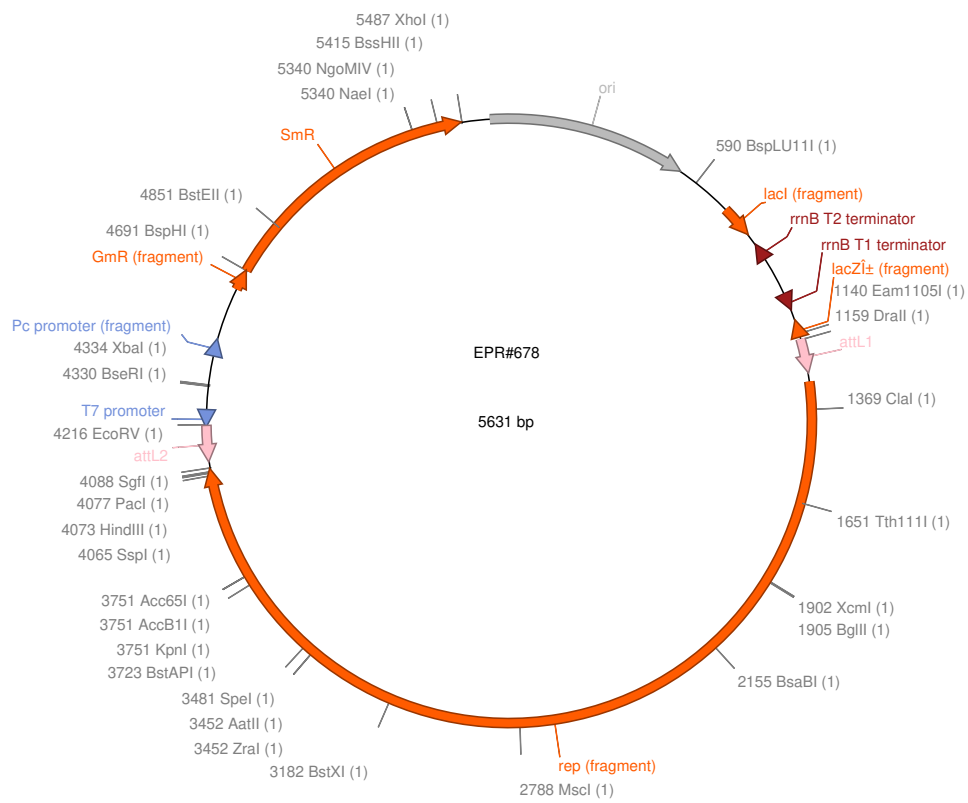 5487 XhoI (1)
5415 BssHII (1)
5340 NgoMIV (1)
5340 NaeI (1)
ori
SmR
590 BspLU11I (1)
4851 BstEII (1)
lacI (fragment)
4691 BspHI (1)
rrnB T2 terminator
GmR (fragment)
rrnB T1 terminator
lacZÎ± (fragment)
1140 Eam1105I (1)
1159 DraII (1)
Pc promoter (fragment)
4334 XbaI (1)
attL1
EPR#678
4330 BseRI (1)
1369 ClaI (1)
T7 promoter
5631 bp
4216 EcoRV (1)
attL2
4088 SgfI (1)
4077 PacI (1)
1651 Tth111I (1)
4073 HindIII (1)
4065 SspI (1)
3751 Acc65I (1)
1902 XcmI (1)
3751 AccB1I (1)
1905 BglII (1)
3751 KpnI (1)
3723 BstAPI (1)
2155 BsaBI (1)
3481 SpeI (1)
3452 AatII (1)
3452 ZraI (1)
rep (fragment)
3182 BstXI (1)
2788 MscI (1)